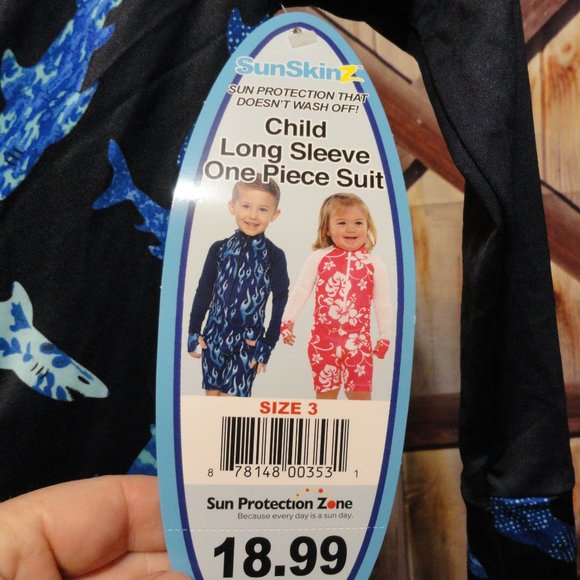 SunSkinZ™
SUN PROTECTION THAT
DOESN'T WASH OFF!
Child
Long Sleeve
One Piece Suit
SIZE 3
8 78148 00353 1
Sun Protection Zone
Because every day is a sun day.
18.99